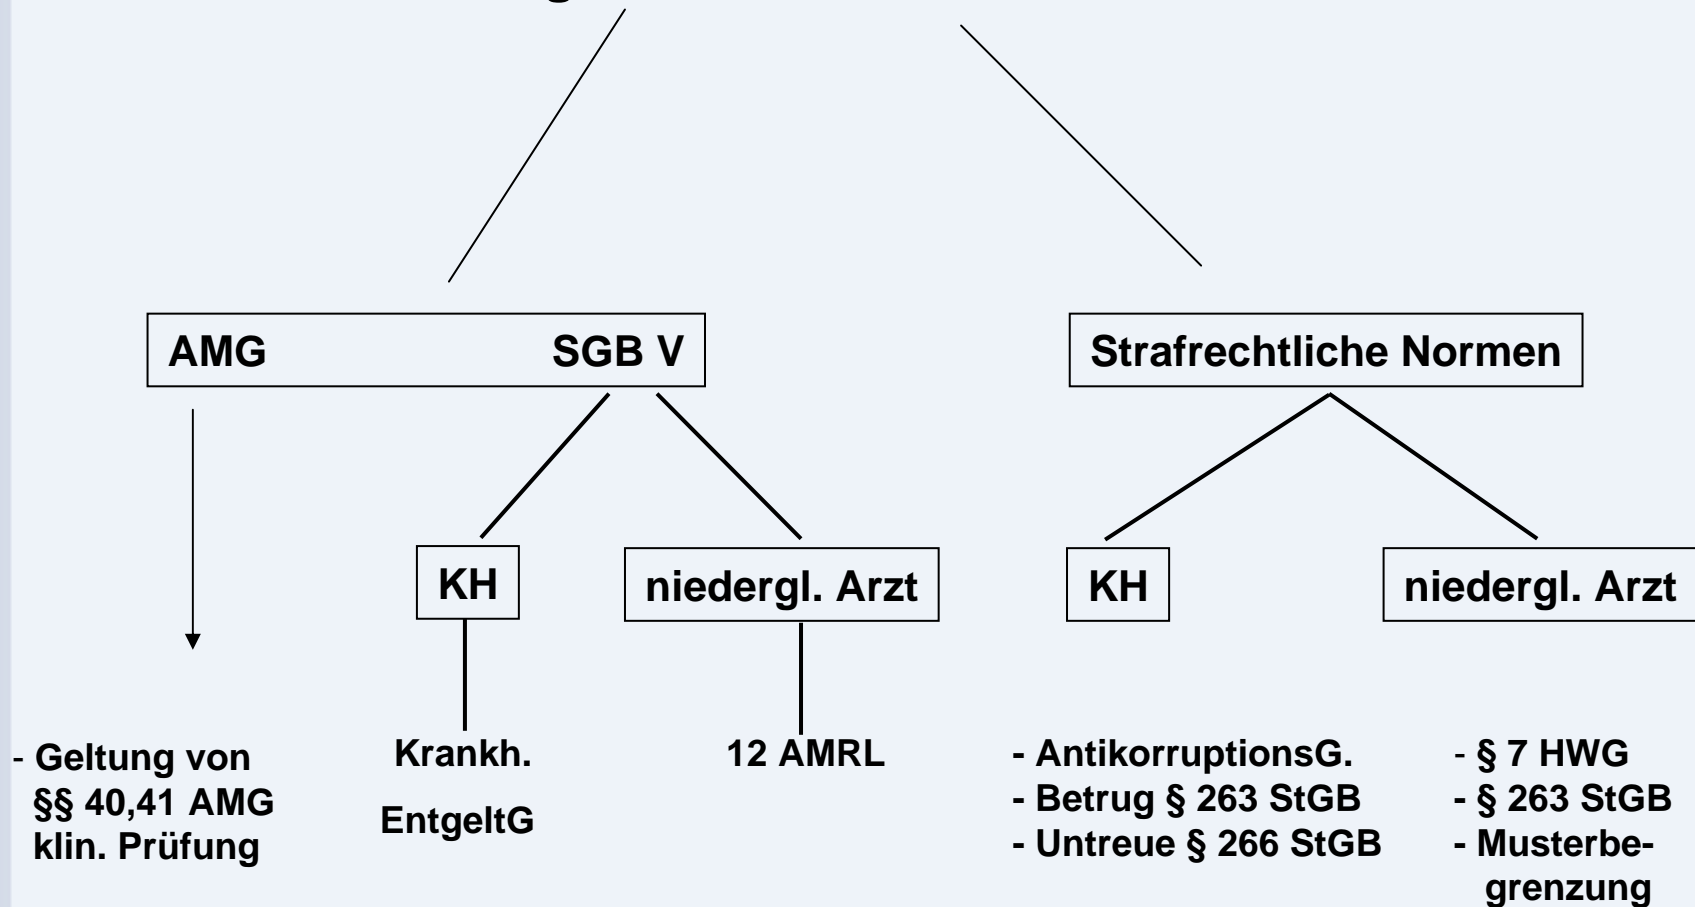 AMG SGB V
Strafrechtliche Normen
KH
niedergl. Arzt
KH
niedergl. Arzt
- Geltung von
§§ 40,41 AMG
klin. Prüfung
Krankh.
EntgeltG
12 AMRL
- AntikorruptionsG.
- Betrug § 263 StGB
- Untreue § 266 StGB
- § 7 HWG
- § 263 StGB
- Musterbe-
grenzung